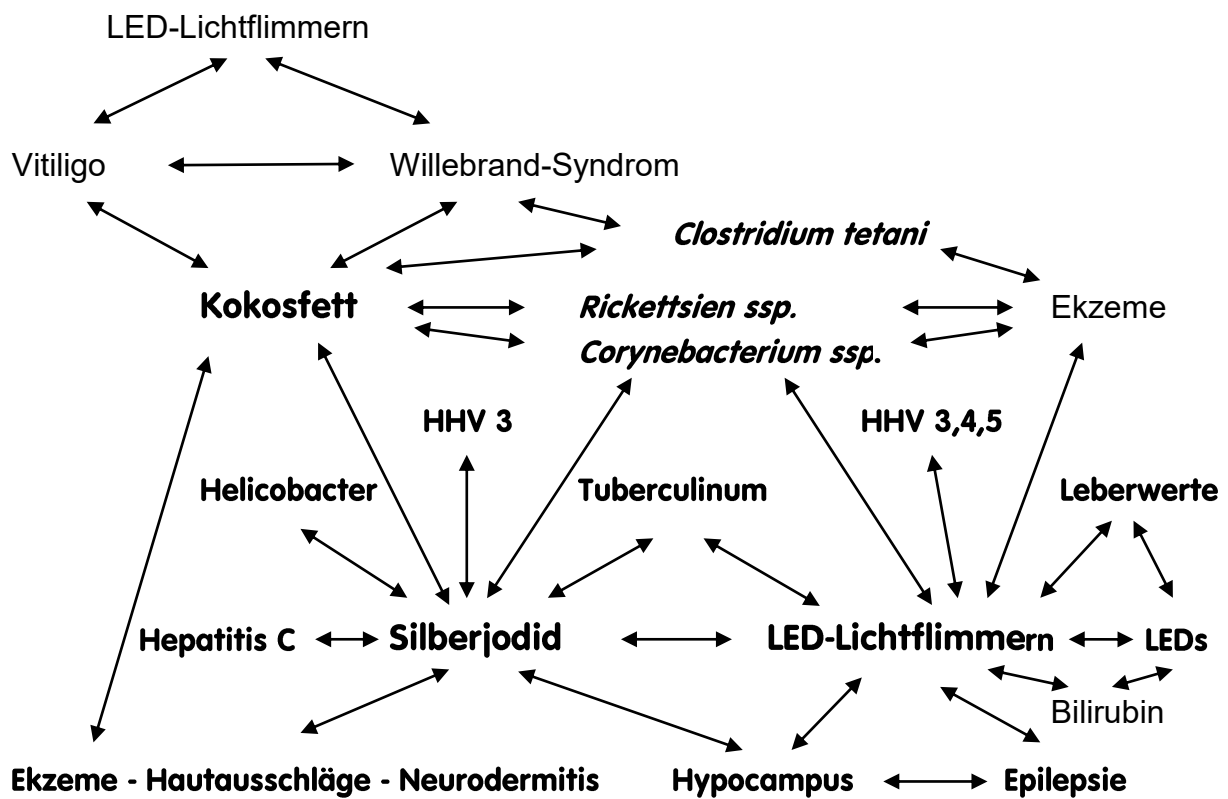 LED-Lichtflimmern
Vitiligo
Willebrand-Syndrom
Clostridium tetani
Kokosfett
Rickettsien ssp.
Ekzeme
Corynebacterium ssp.
HHV 3
HHV 3,4,5
Helicobacter
Tuberculinum
Leberwerte
Hepatitis C
Silberjodid
LED-Lichtflimmern
LEDs
Bilirubin
Ekzeme - Hautausschläge - Neurodermitis
Hypocampus
Epilepsie